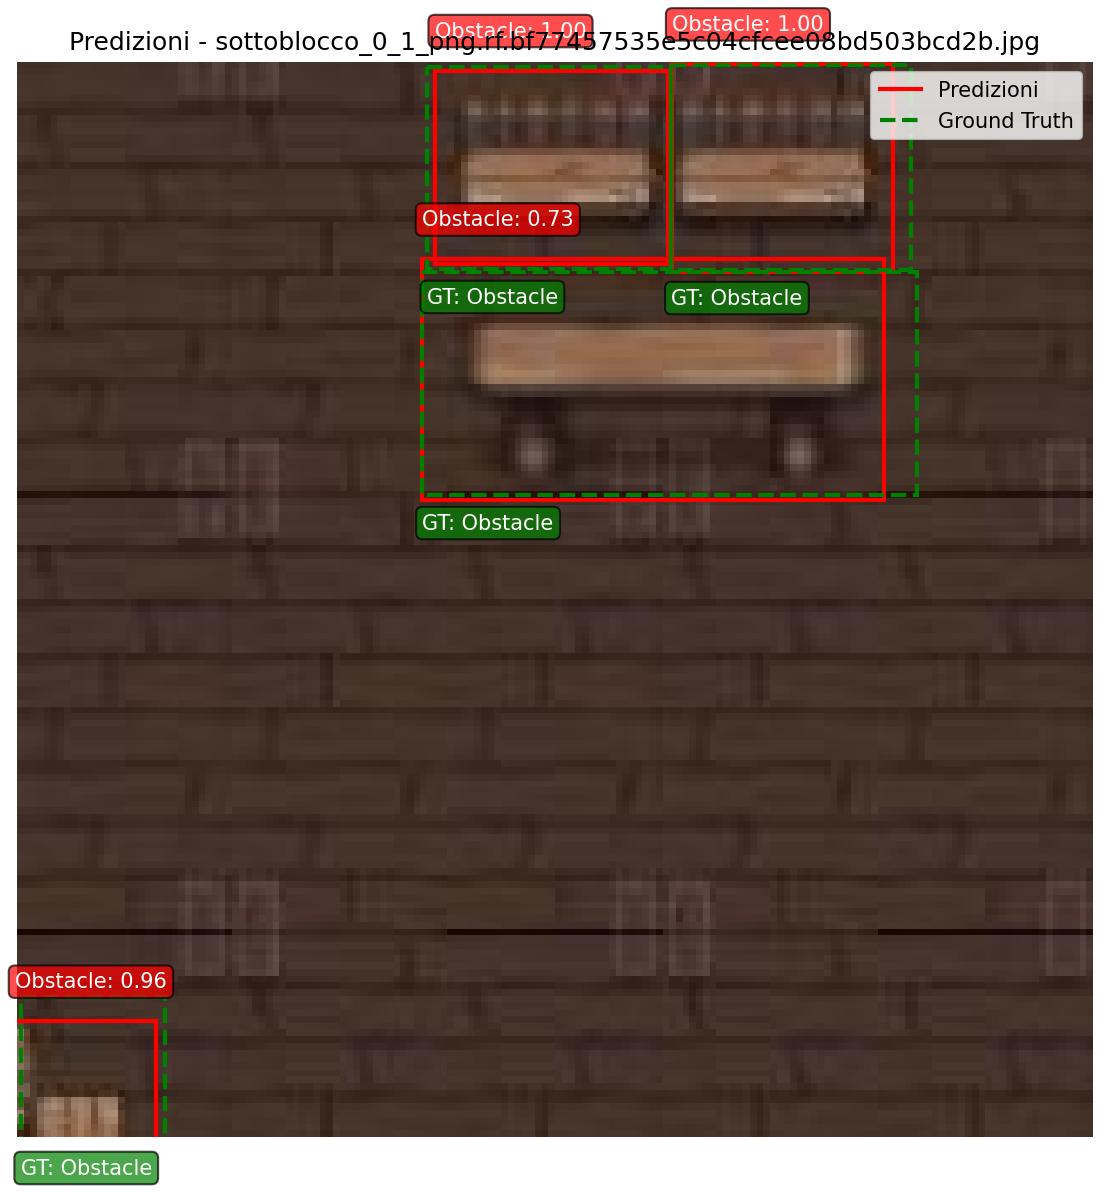 Obstacle: 1.00
Obstacle: 1.00
Predizioni - sottoblocco_0_1_png.rf.bf77457535e5c04cfcee08bd503bcd2b.jpg
Predizioni
Ground Truth
Obstacle: 0.73
GT: Obstacle
GT: Obstacle
GT: Obstacle
Obstacle: 0.96
GT: Obstacle